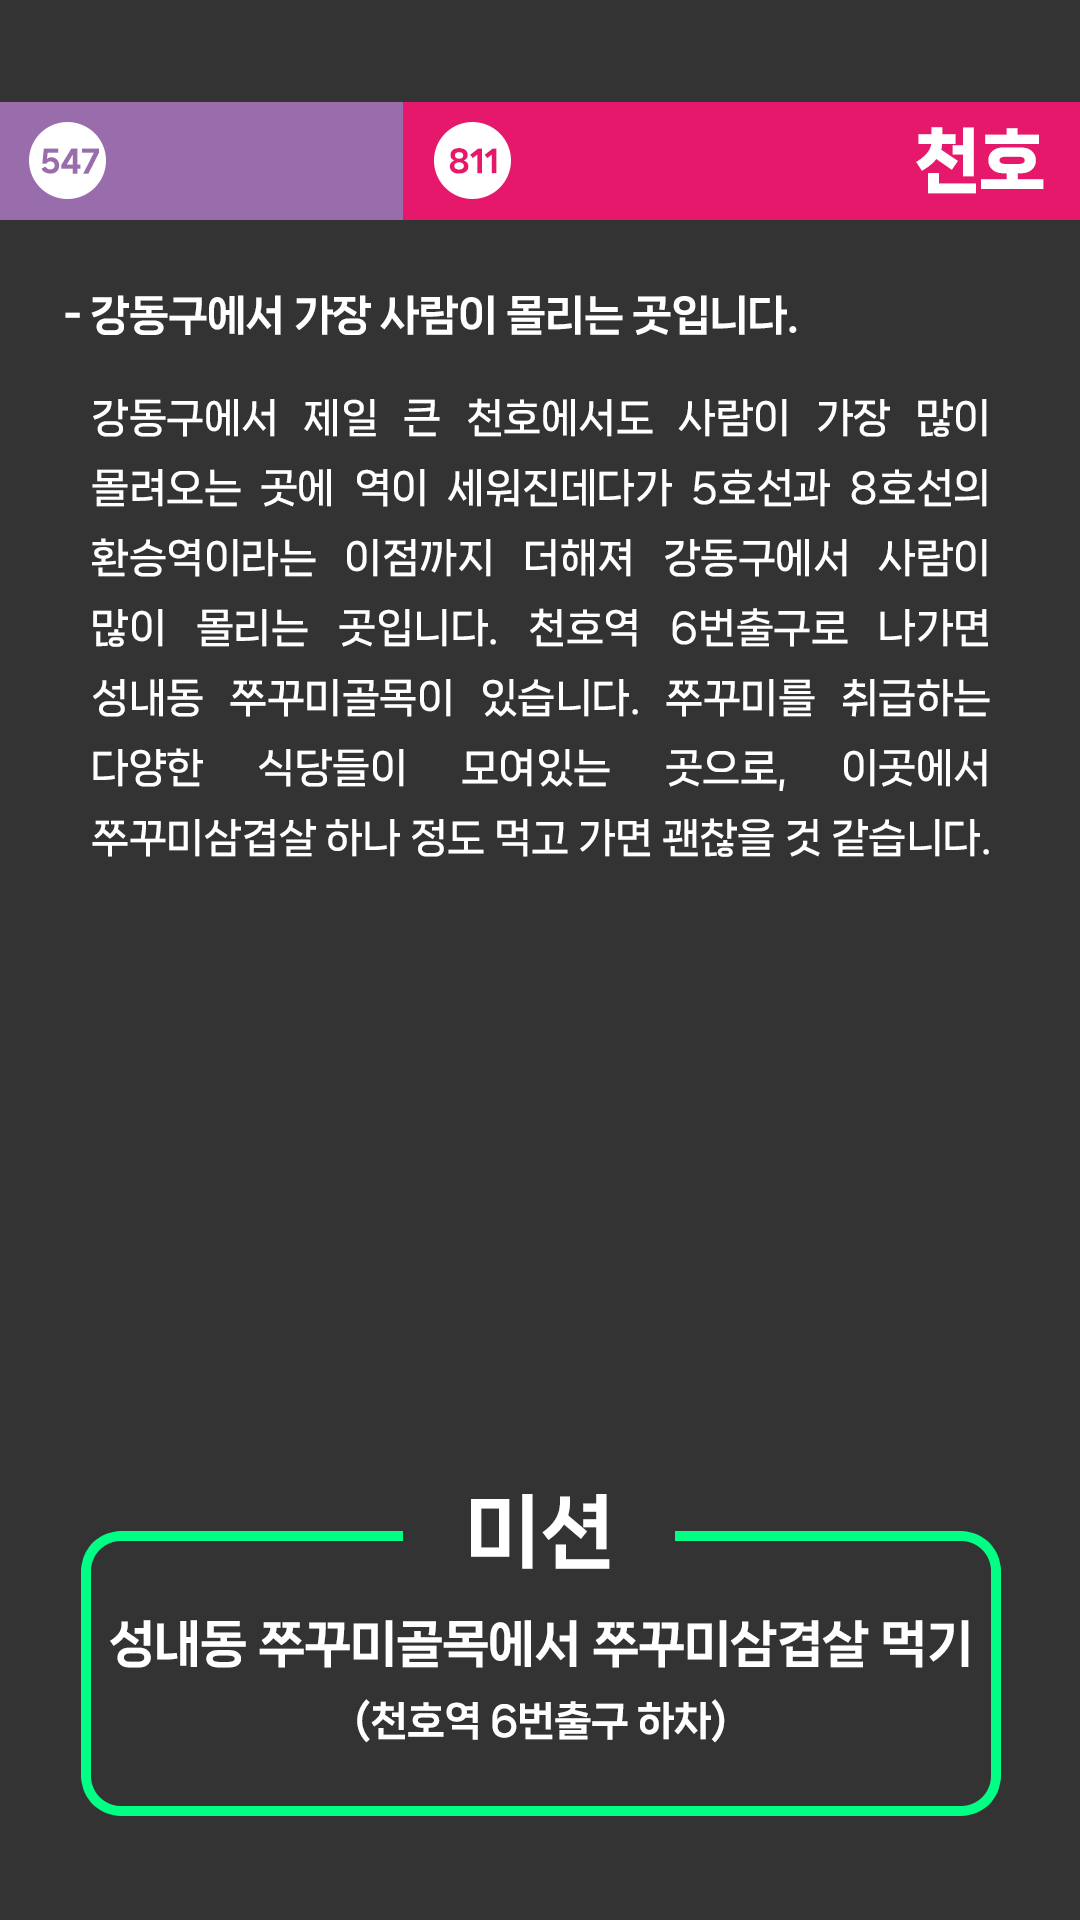 547
811
천호
- 강동구에서 가장 사람이 몰리는 곳입니다.
강동구에서 제일 큰 천호에서도 사람이 가장 많이
몰려오는 곳에 역이 세워진데다가 5호선과 8호선의
환승역이라는 이점까지 더해져 강동구에서 사람이
많이 몰리는 곳입니다. 천호역 6번출구로 나가면
성내동 쭈꾸미골목이 있습니다. 쭈꾸미를 취급하는
다양한 식당들이 모여있는 곳으로, 이곳에서
쭈꾸미삼겹살 하나 정도 먹고 가면 괜찮을 것 같습니다.
미션
성내동 쭈꾸미골목에서 쭈꾸미삼겹살 먹기
(천호역 6번출구 하차)